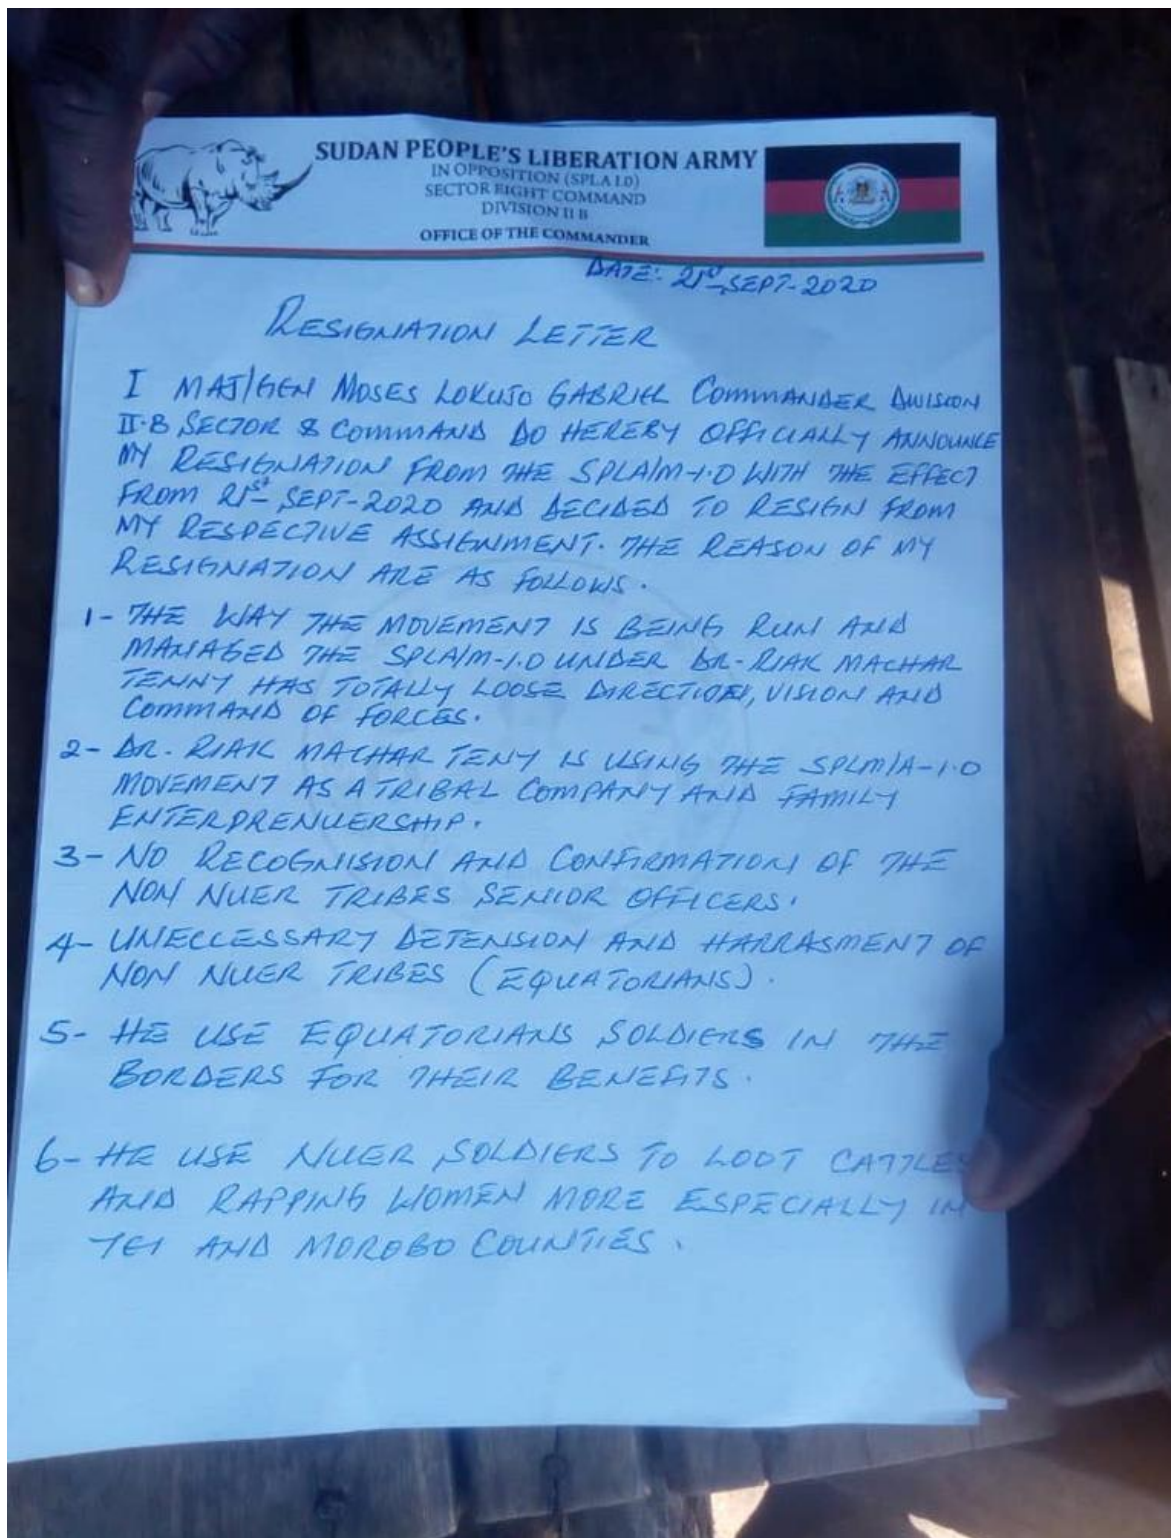 SUDAN PEOPLE'S LIBERATION ARMY
IN OPPOSITION (SPLA I.O)
SECTOR EIGHT COMMAND
DIVISION II B
OFFICE OF THE COMMANDER
DATE: 21st SEPT-2020
RESIGNATION LETTER
I MAJ/GEN MOSES LOKUJO GABRIEL COMMANDER DIVISION
II-B SECTOR 8 COMMAND DO HEREBY OFFICIALLY ANNOUNCE
MY RESIGNATION FROM THE SPLA/M-I.O WITH THE EFFECT
FROM 21st SEPT-2020 AND DECIDED TO RESIGN FROM
MY RESPECTIVE ASSIGNMENT. THE REASON OF MY
RESIGNATION ARE AS FOLLOWS.
1- THE WAY THE MOVEMENT IS BEING RUN AND
MANAGED THE SPLA/M-I.O UNDER DR-RIAK MACHAR
TENNY HAS TOTALLY LOOSE DIRECTION, VISION AND
COMMAND OF FORCES.
2- DR. RIAK MACHAR TENY IS USING THE SPLM/A-I.O
MOVEMENT AS A TRIBAL COMPANY AND FAMILY
ENTERPRENUERSHIP.
3- NO RECOGNISION AND CONFIRMATION OF THE
NON NUER TRIBES SENIOR OFFICERS.
4- UNECCESSARY DETENSION AND HARRASMENT OF
NON NUER TRIBES (EQUATORIANS).
5- HE USE EQUATORIANS SOLDIERS IN THE
BORDERS FOR THEIR BENEFITS.
6- HE USE NUER SOLDIERS TO LOOT CATTLES
AND RAPPING WOMEN MORE ESPECIALLY IN
YEI AND MOROBO COUNTIES.